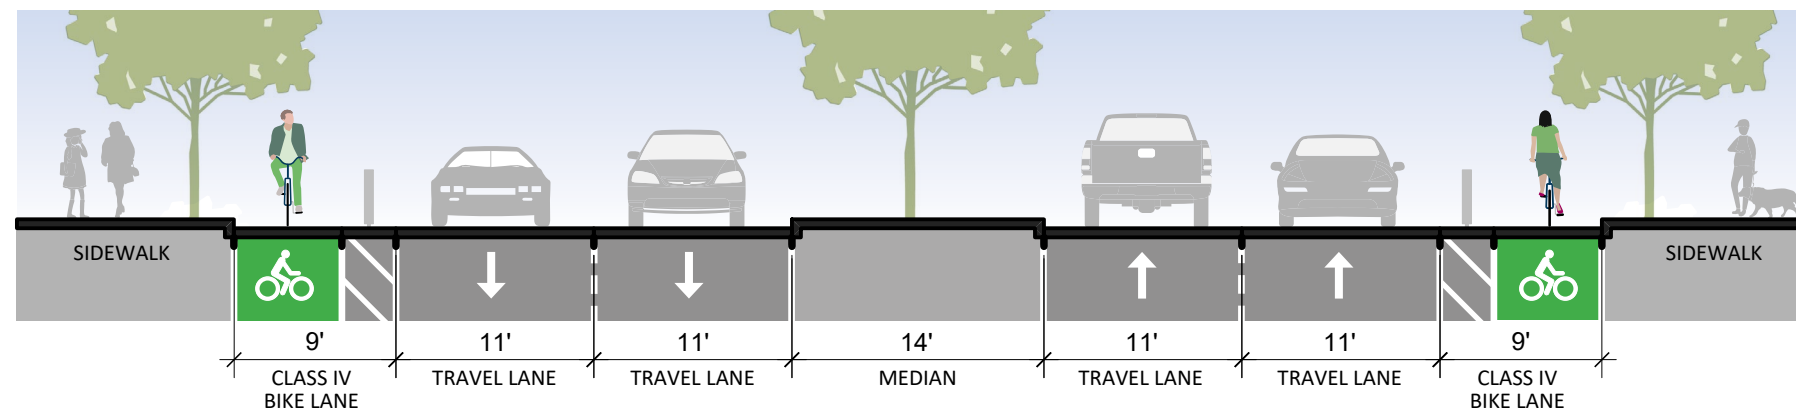 SIDEWALK
SIDEWALK
9'
11'
11'
14'
11'
11'
9'
CLASS IV
BIKE LANE
TRAVEL LANE
TRAVEL LANE
MEDIAN
TRAVEL LANE
TRAVEL LANE
CLASS IV
BIKE LANE